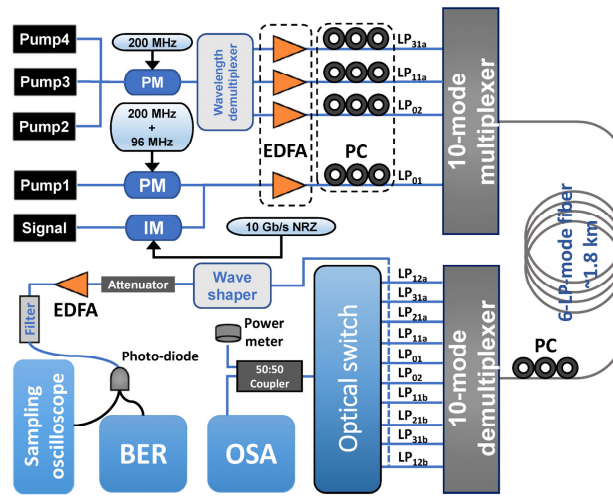 Pump4
Pump3
Pump2
Pump1
Signal
200 MHz
PM
200 MHz
+
96 MHz
PM
IM
10 Gb/s NRZ
Wavelength
demultiplexer
EDFA
PC
LP31a
LP11a
LP02
LP01
10-mode
multiplexer
6-LP-mode fiber
~1.8 km
PC
10-mode
demultiplexer
LP12a
LP31a
LP21a
LP11a
LP01
LP02
LP11b
LP21b
LP31b
LP12b
Optical switch
Wave
shaper
Attenuator
EDFA
Filter
Power
meter
50:50
Coupler
Photo-diode
Sampling
oscilloscope
BER
OSA